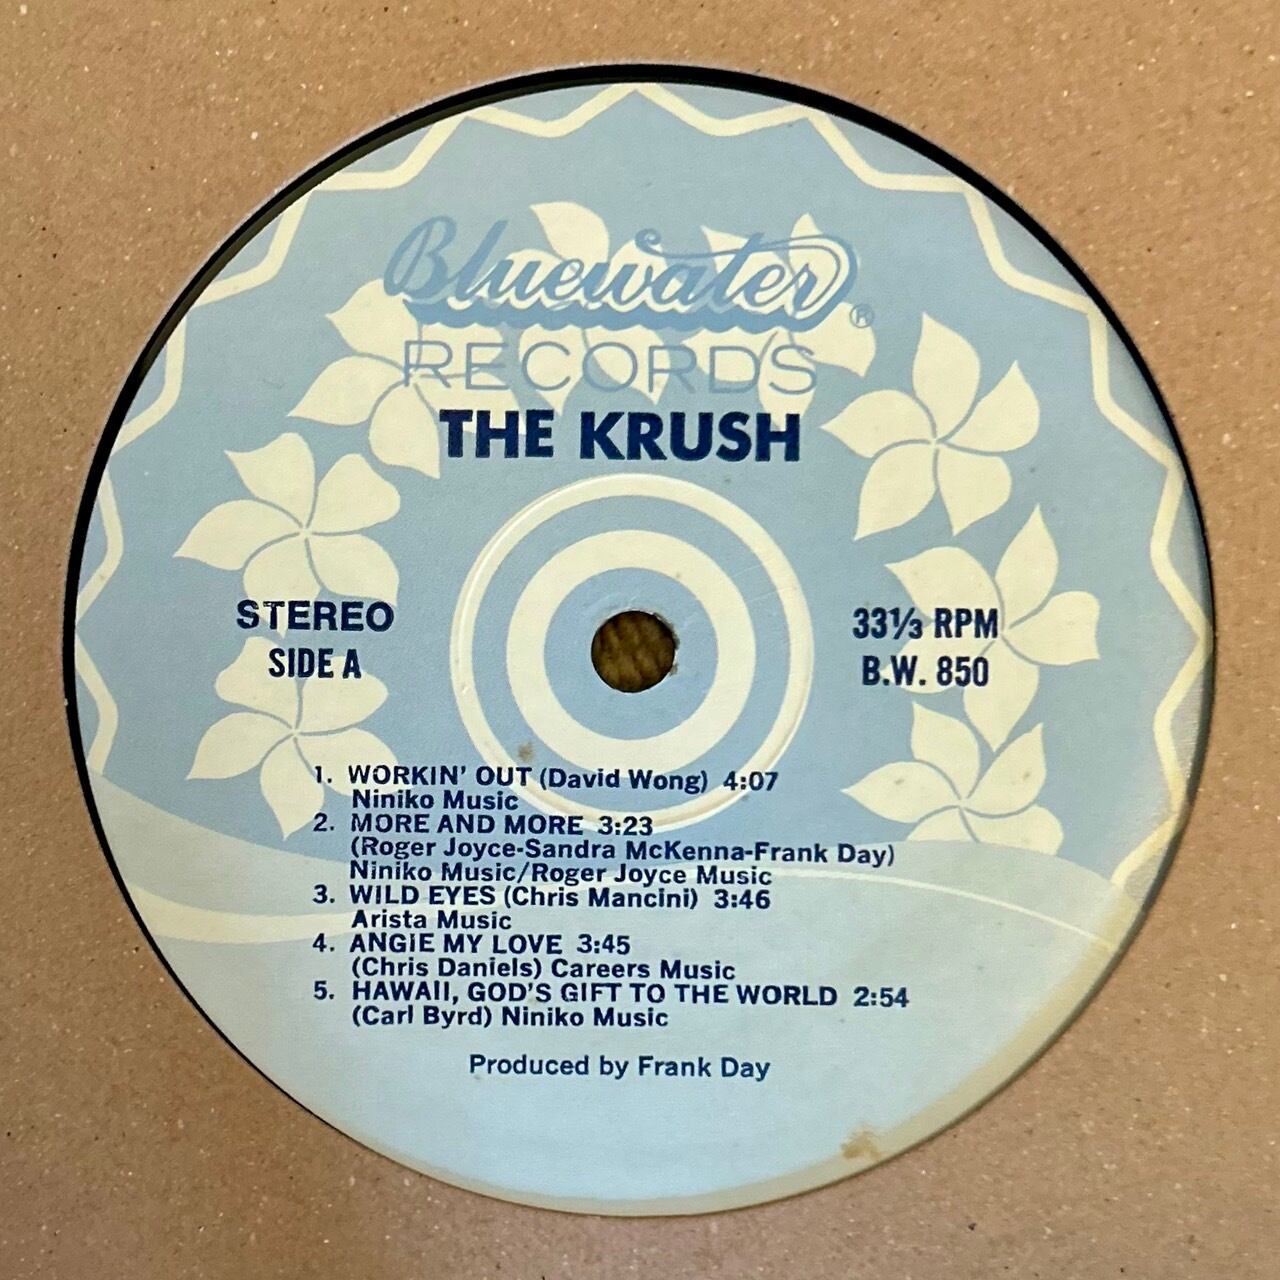 Bluewater ®
RECORDS
THE KRUSH
STEREO
SIDE A
33⅓ RPM
B.W. 850
1. WORKIN' OUT (David Wong) 4:07
Niniko Music
2. MORE AND MORE 3:23
(Roger Joyce-Sandra McKenna-Frank Day)
Niniko Music/Roger Joyce Music
3. WILD EYES (Chris Mancini) 3:46
Arista Music
4. ANGIE MY LOVE 3:45
(Chris Daniels) Careers Music
5. HAWAII, GOD'S GIFT TO THE WORLD 2:54
(Carl Byrd) Niniko Music
Produced by Frank Day